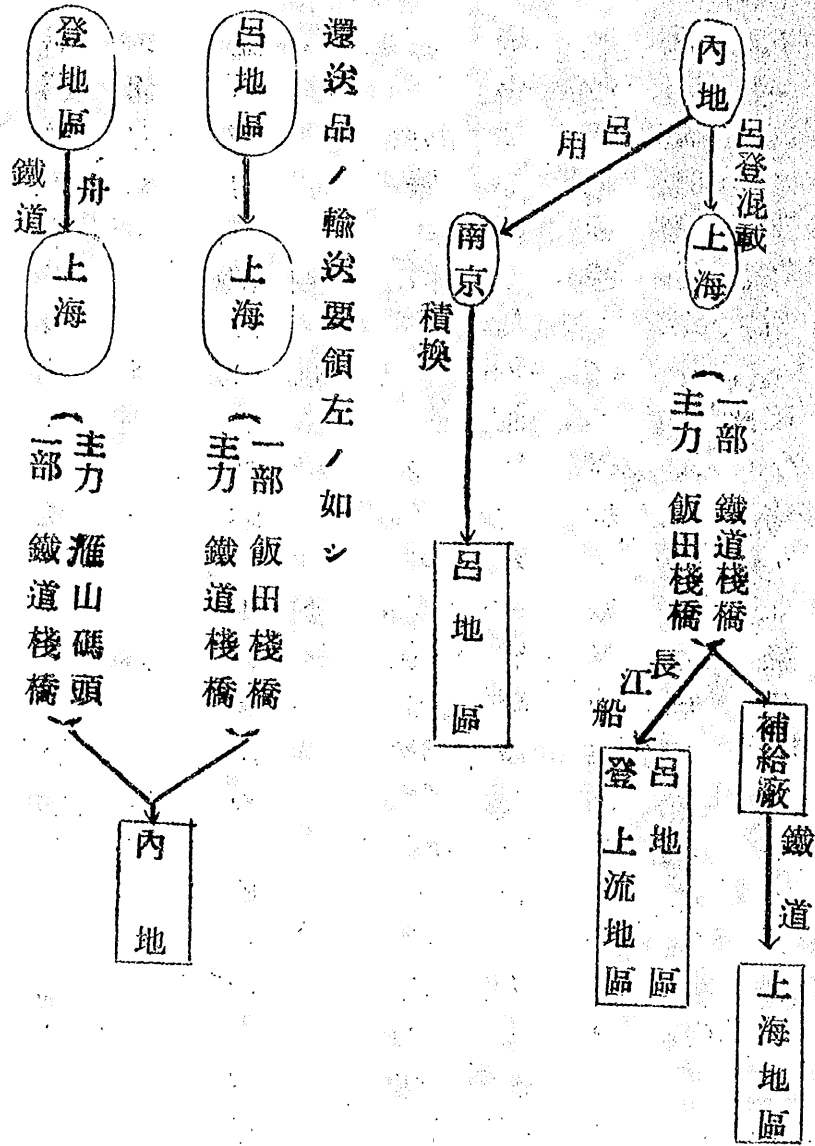 內地
呂登混載
上海
一部　鐵道棧橋
主力　飯田棧橋
補給廠
鐵道
上海地區
長江船
呂地區
登上流地區
呂用
南京
積換
呂地區
還送品ノ輸送要領左ノ如シ
呂地區
上海
一部　飯田棧橋
主力　鐵道棧橋
登地區
舟
鐵道
上海
主力　滙山碼頭
一部　鐵道棧橋
內地